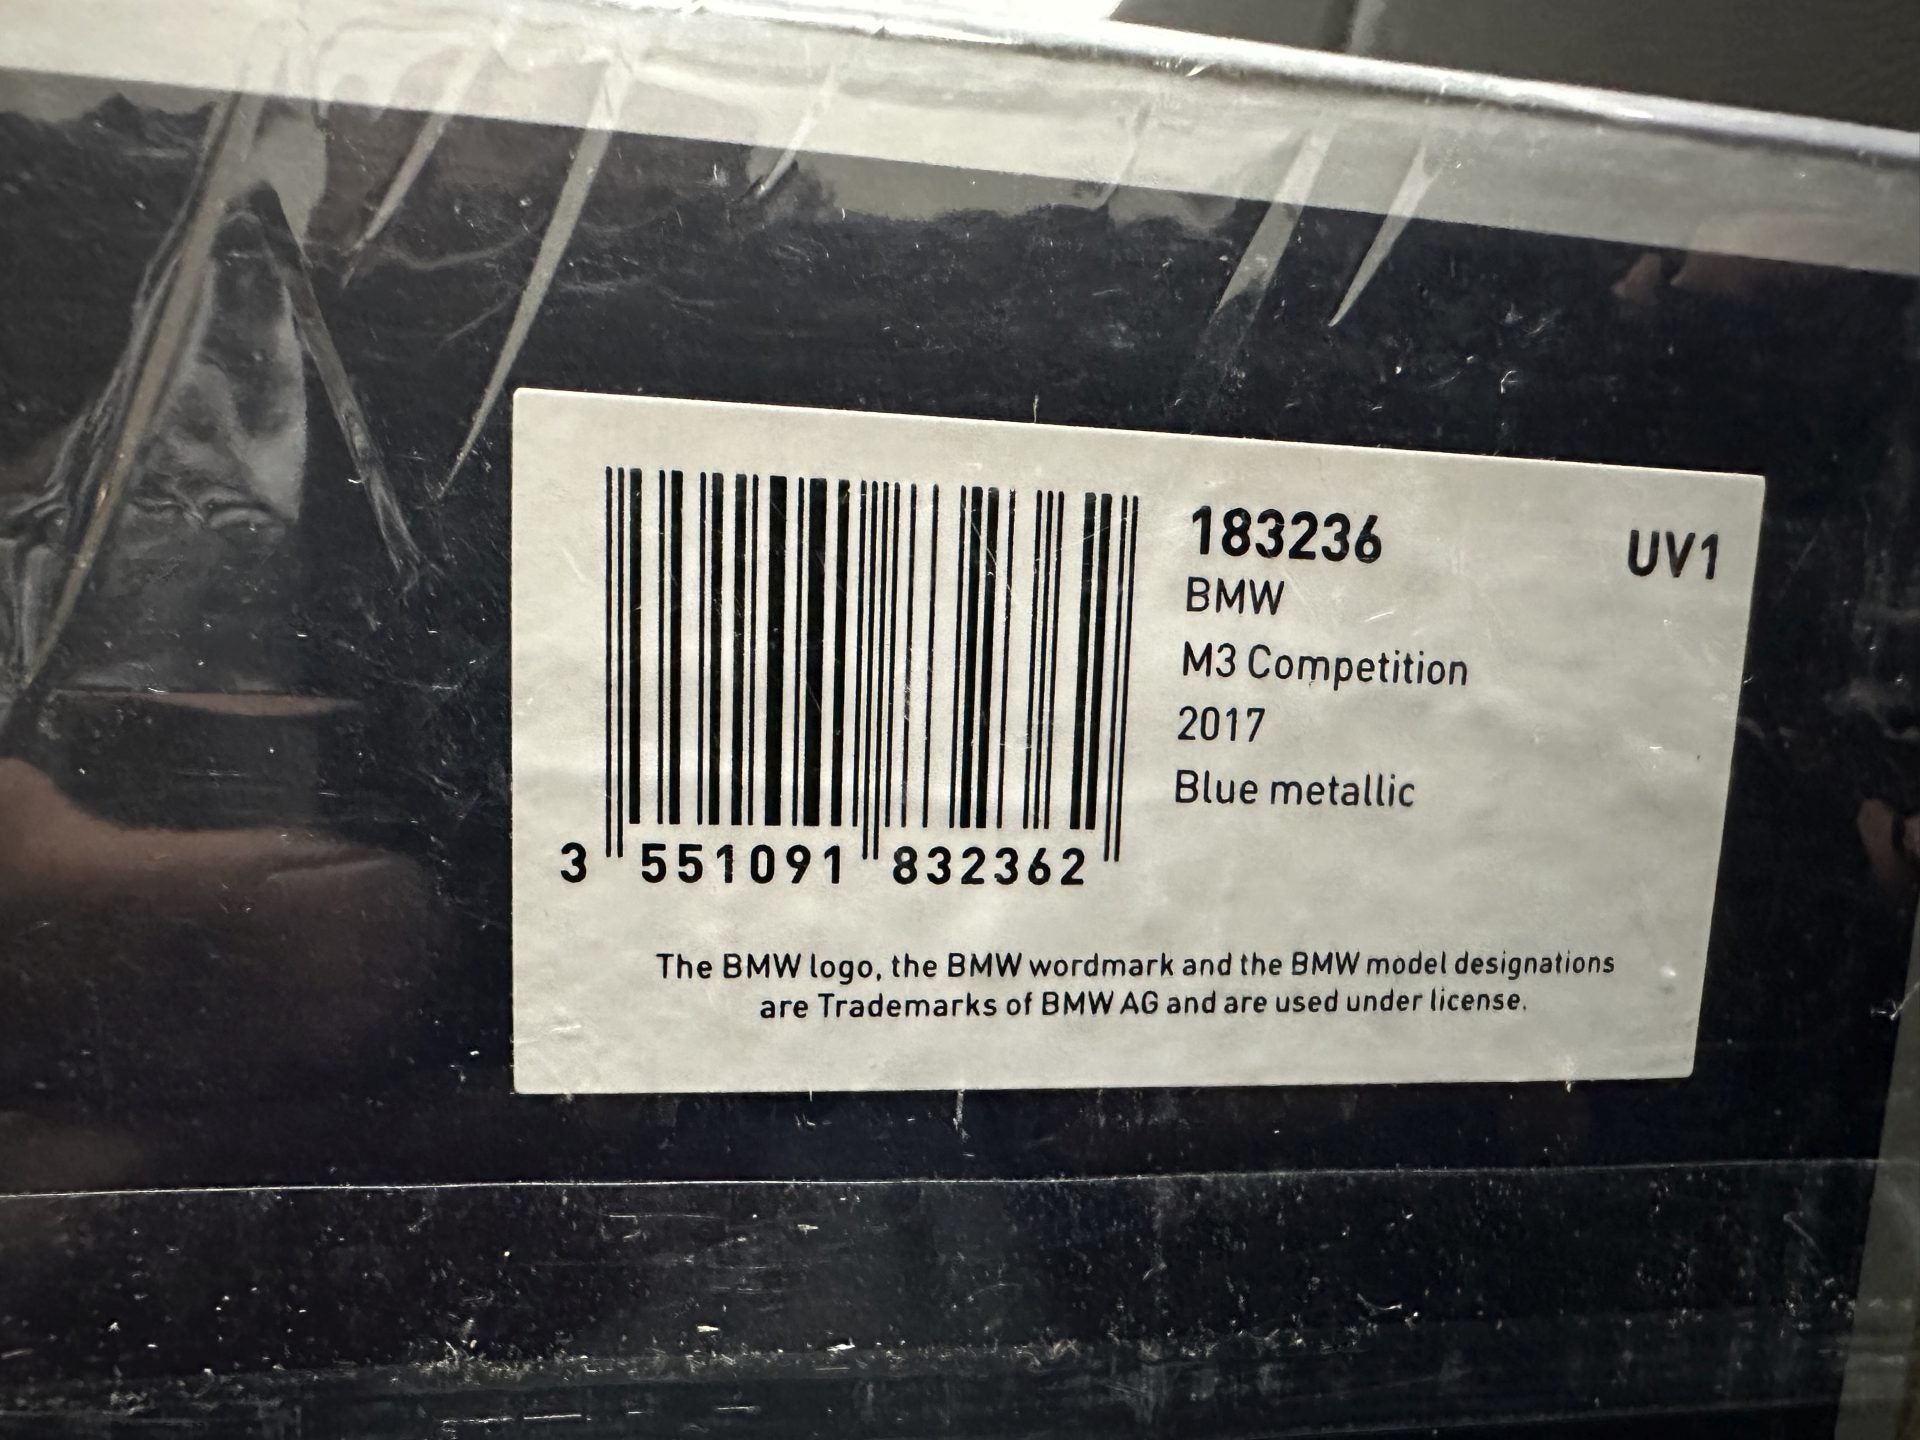 183236
UV1
BMW
M3 Competition
2017
Blue metallic
3 551091 832362
The BMW logo, the BMW wordmark and the BMW model designations
are Trademarks of BMW AG and are used under license.